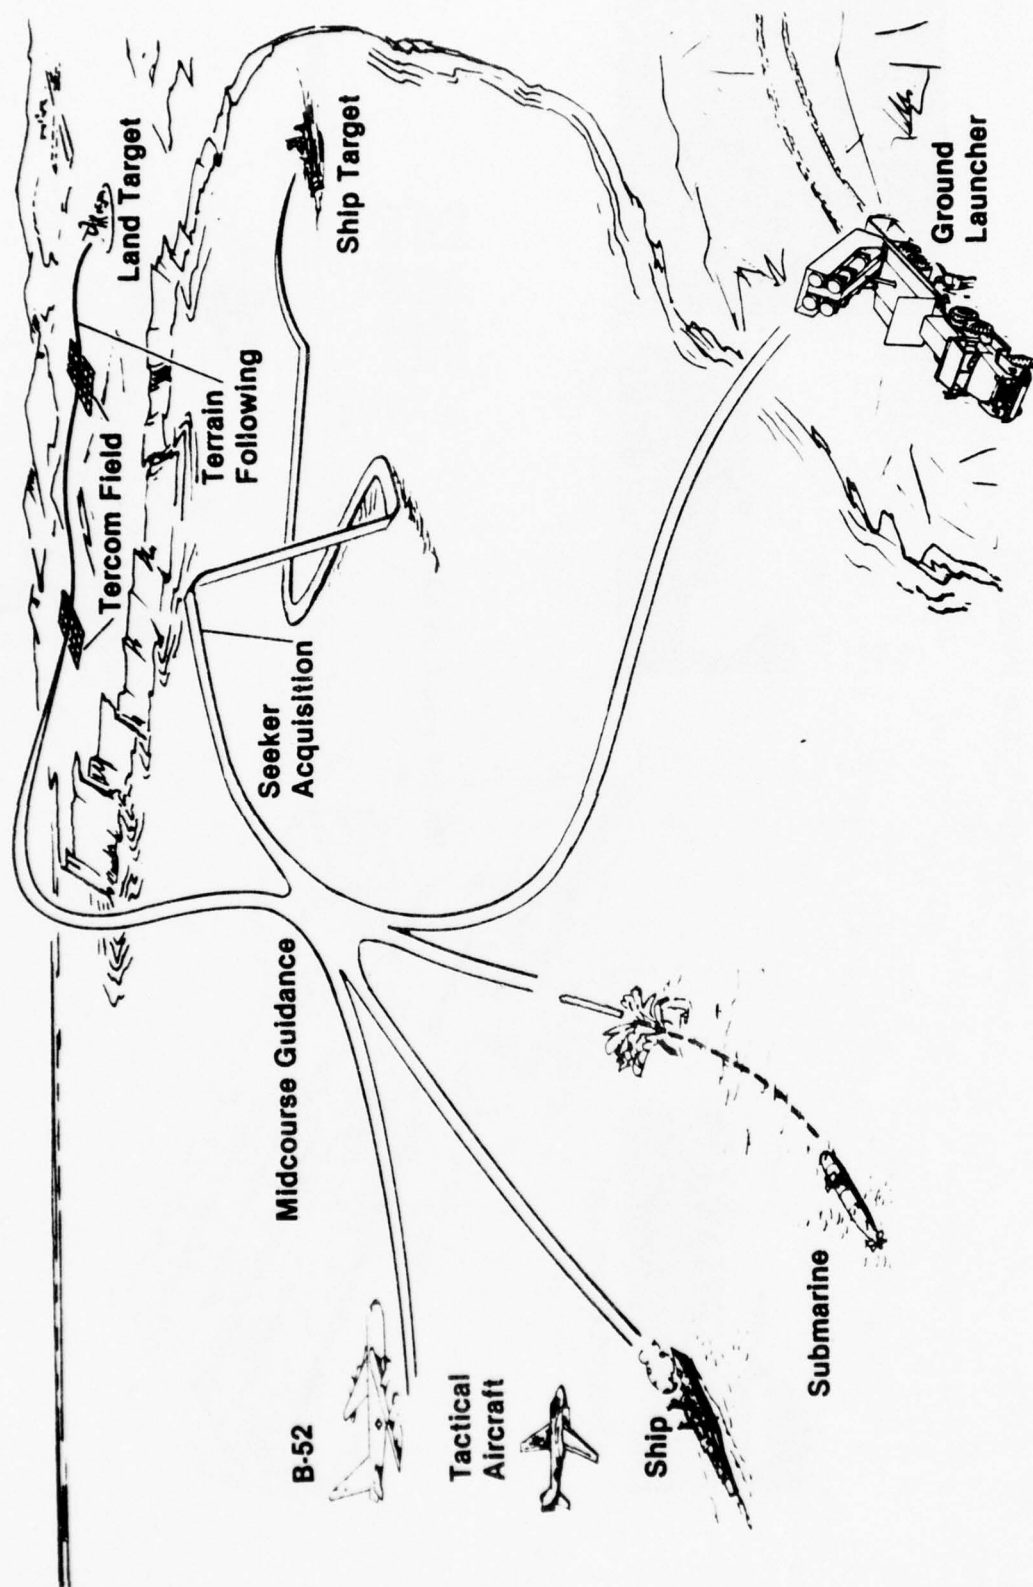 B-52
Tactical
Aircraft
Ship
Submarine
Midcourse Guidance
Seeker
Acquisition
Tercom Field
Terrain
Following
Land Target
Ship Target
Ground
Launcher